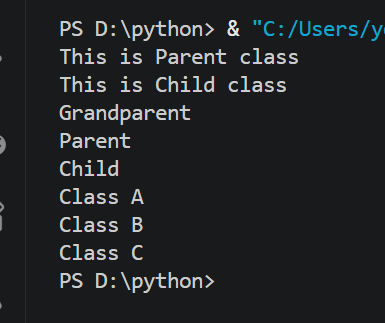 PS D:\python> & "C:/Users/y
This is Parent class
This is Child class
Grandparent
Parent
Child
Class A
Class B
Class C
PS D:\python>